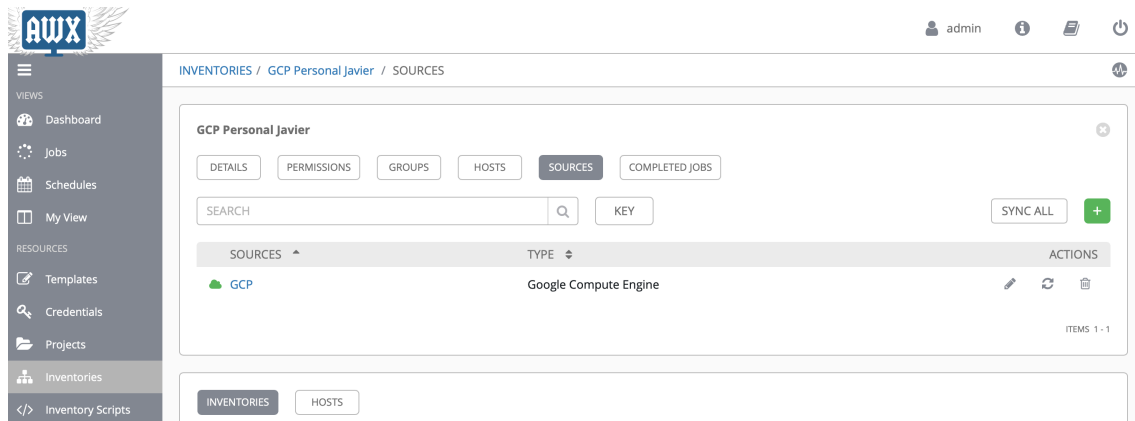 AWX
admin
INVENTORIES / GCP Personal Javier / SOURCES
VIEWS
Dashboard
Jobs
Schedules
My View
RESOURCES
Templates
Credentials
Projects
Inventories
Inventory Scripts
GCP Personal Javier
DETAILS PERMISSIONS GROUPS HOSTS SOURCES COMPLETED JOBS
SEARCH KEY SYNC ALL +
SOURCES TYPE ACTIONS
GCP Google Compute Engine
ITEMS 1 - 1
INVENTORIES HOSTS